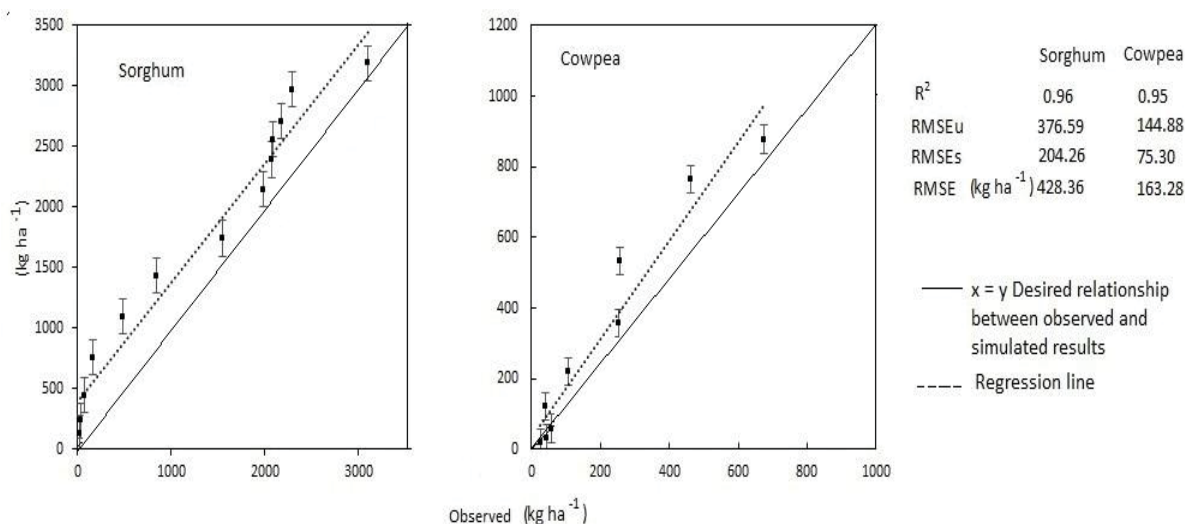 3500
3000
2500
2000
1500
1000
500
0
(kg ha -1)
Sorghum
0 1000 2000 3000
1200
1000
800
600
400
200
0
Cowpea
0 200 400 600 800 1000
Observed (kg ha -1)
Sorghum Cowpea
R2 0.96 0.95
RMSEu 376.59 144.88
RMSEs 204.26 75.30
RMSE (kg ha -1) 428.36 163.28
x = y Desired relationship
between observed and
simulated results
Regression line